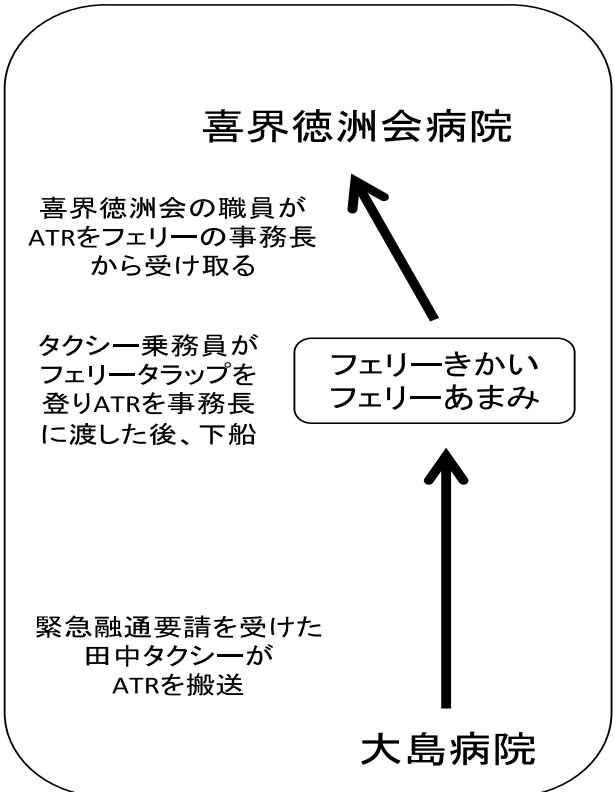 喜界徳洲会病院
喜界徳洲会の職員が
ATRをフェリーの事務長
から受け取る
タクシー乗務員が
フェリータラップを
登りATRを事務長
に渡した後、下船
フェリーきかい
フェリーあまみ
緊急融通要請を受けた
田中タクシーが
ATRを搬送
大島病院